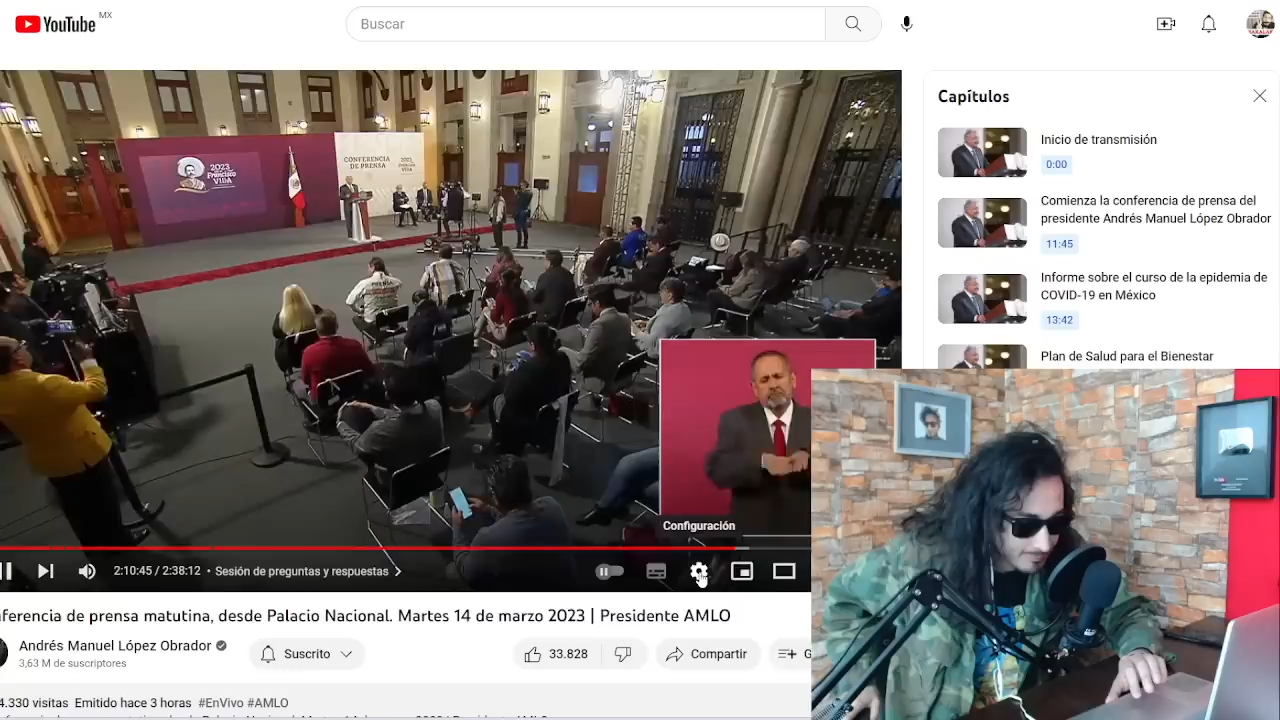 YouTube MX
Buscar
2023
Francisco
VILLA
CONFERENCIA
DE PRENSA
2023
PRENSA
Configuración
2:10:45 / 2:38:12 • Sesión de preguntas y respuestas
nferencia de prensa matutina, desde Palacio Nacional. Martes 14 de marzo 2023 | Presidente AMLO
Andrés Manuel López Obrador
3,63 M de suscriptores
Suscrito
33.828
Compartir
G
4.330 visitas Emitido hace 3 horas #EnVivo #AMLO
Capítulos
Inicio de transmisión
0:00
Comienza la conferencia de prensa del
presidente Andrés Manuel López Obrador
11:45
Informe sobre el curso de la epidemia de
COVID-19 en México
13:42
Plan de Salud para el Bienestar